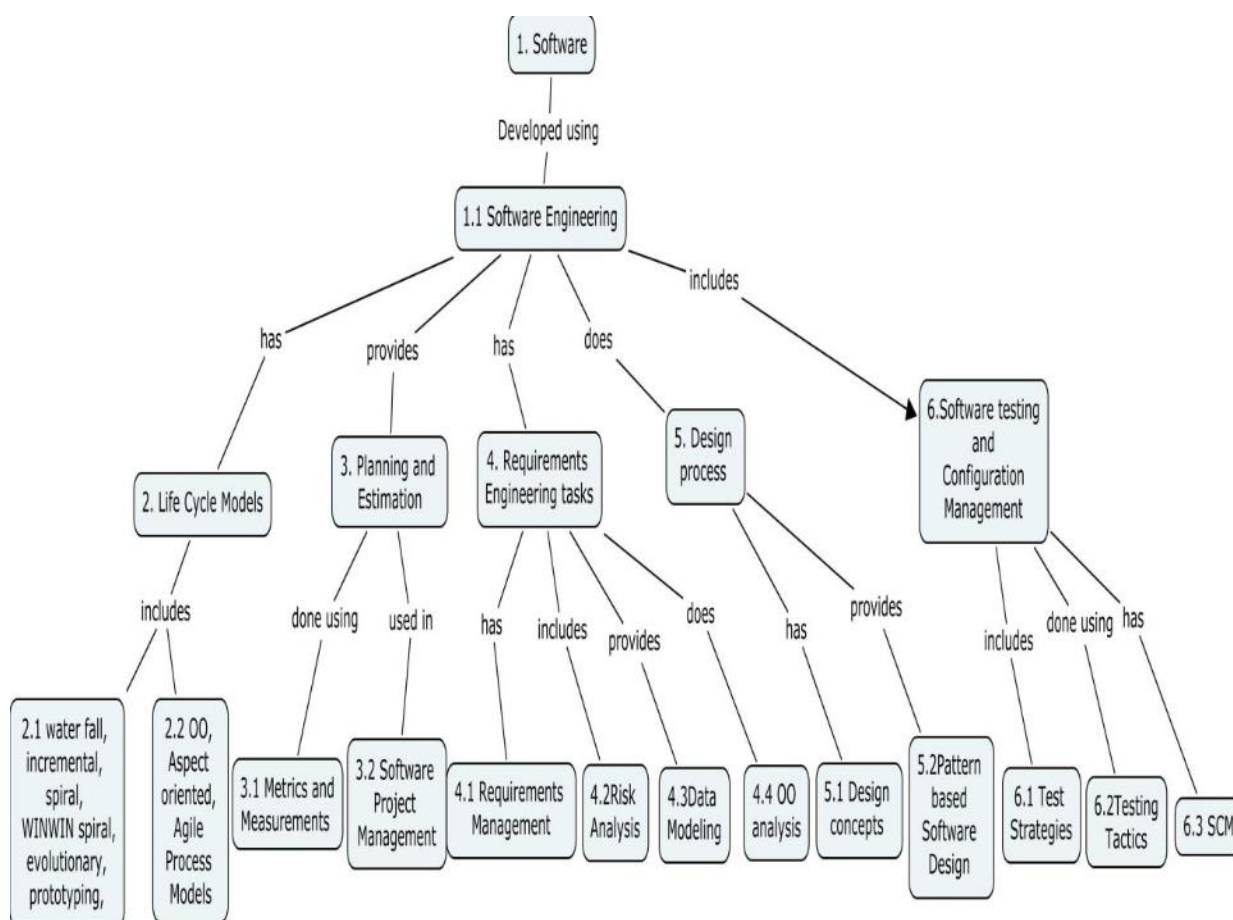 1. Software
Developed using
1.1 Software Engineering
includes
has
provides
has
does
6.Software testing
and
Configuration
Management
5. Design
process
3. Planning and
Estimation
4. Requirements
Engineering tasks
2. Life Cycle Models
includes
done using
used in
has
includes
provides
does
has
provides
includes
done using
has
2.1 water fall,
incremental,
spiral,
WINWIN spiral,
evolutionary,
prototyping,
2.2 OO,
Aspect
oriented,
Agile
Process
Models
3.1 Metrics and
Measurements
3.2 Software
Project
Management
4.1 Requirements
Management
4.2Risk
Analysis
4.3Data
Modeling
4.4 OO
analysis
5.1 Design
concepts
5.2Pattern
based
Software
Design
6.1 Test
Strategies
6.2Testing
Tactics
6.3 SCM